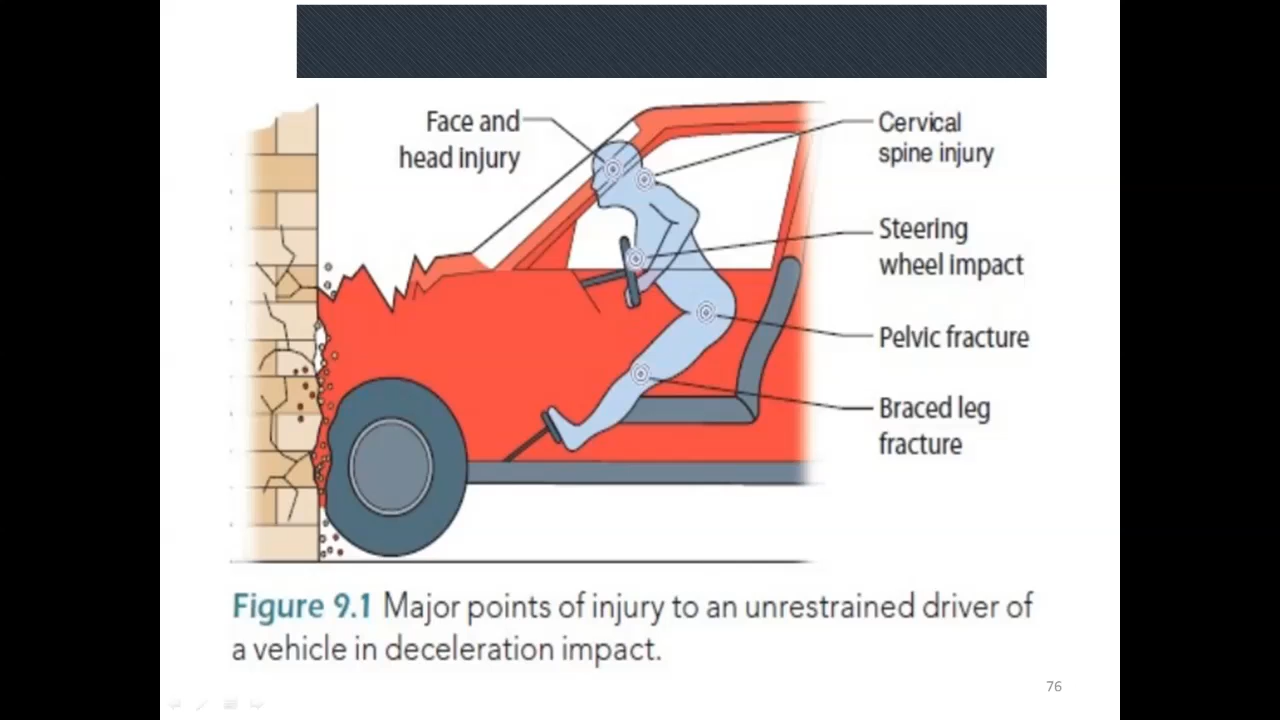 Face and
head injury
Cervical
spine injury
Steering
wheel impact
Pelvic fracture
Braced leg
fracture
Figure 9.1 Major points of injury to an unrestrained driver of
a vehicle in deceleration impact.
76